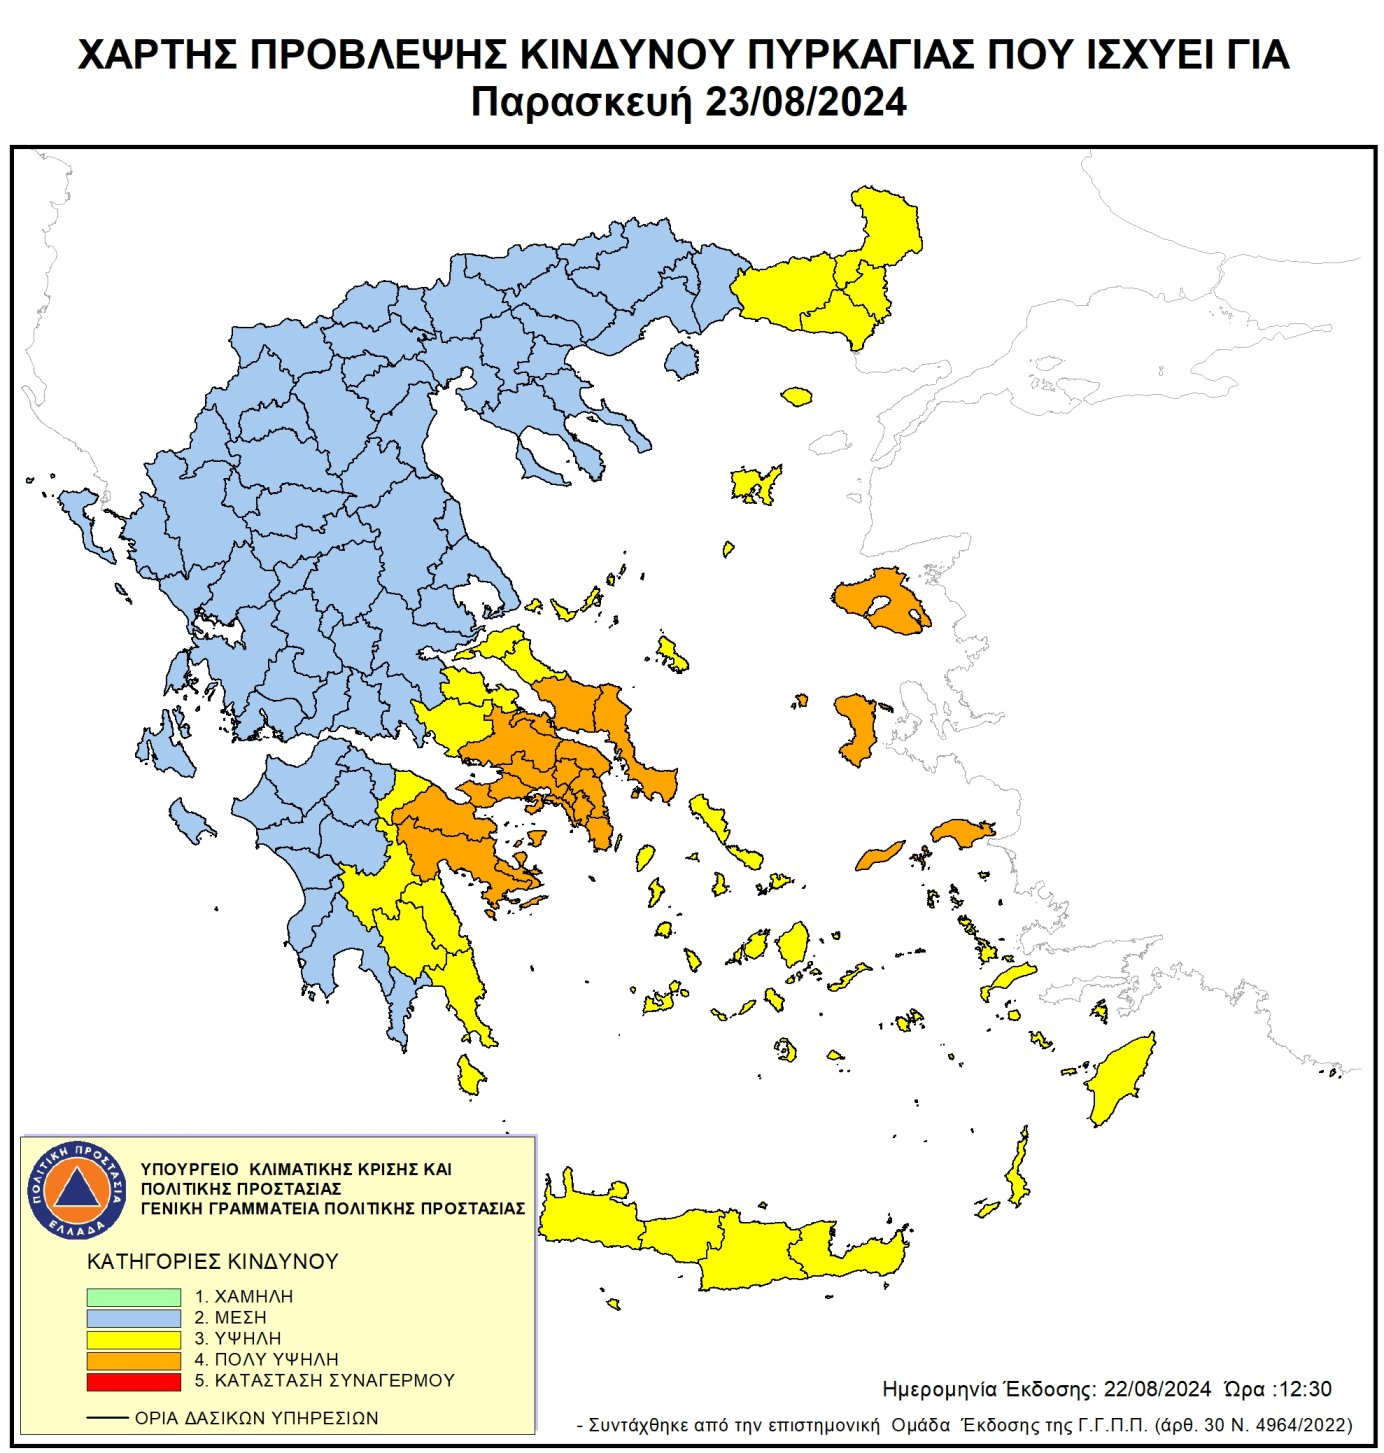 ΧΑΡΤΗΣ ΠΡΟΒΛΕΨΗΣ ΚΙΝΔΥΝΟΥ ΠΥΡΚΑΓΙΑΣ ΠΟΥ ΙΣΧΥΕΙ ΓΙΑ
Παρασκευή 23/08/2024
ΠΟΛΙΤΙΚΗ ΠΡΟΣΤΑΣΙΑ
ΕΛΛΑΔΑ
ΥΠΟΥΡΓΕΙΟ ΚΛΙΜΑΤΙΚΗΣ ΚΡΙΣΗΣ ΚΑΙ
ΠΟΛΙΤΙΚΗΣ ΠΡΟΣΤΑΣΙΑΣ
ΓΕΝΙΚΗ ΓΡΑΜΜΑΤΕΙΑ ΠΟΛΙΤΙΚΗΣ ΠΡΟΣΤΑΣΙΑΣ
ΚΑΤΗΓΟΡΙΕΣ ΚΙΝΔΥΝΟΥ
1. ΧΑΜΗΛΗ
2. ΜΕΣΗ
3. ΥΨΗΛΗ
4. ΠΟΛΥ ΥΨΗΛΗ
5. ΚΑΤΑΣΤΑΣΗ ΣΥΝΑΓΕΡΜΟΥ
ΟΡΙΑ ΔΑΣΙΚΩΝ ΥΠΗΡΕΣΙΩΝ
Ημερομηνία Έκδοσης: 22/08/2024 Ώρα :12:30
- Συντάχθηκε από την επιστημονική Ομάδα Έκδοσης της Γ.Γ.Π.Π. (άρθ. 30 Ν. 4964/2022)